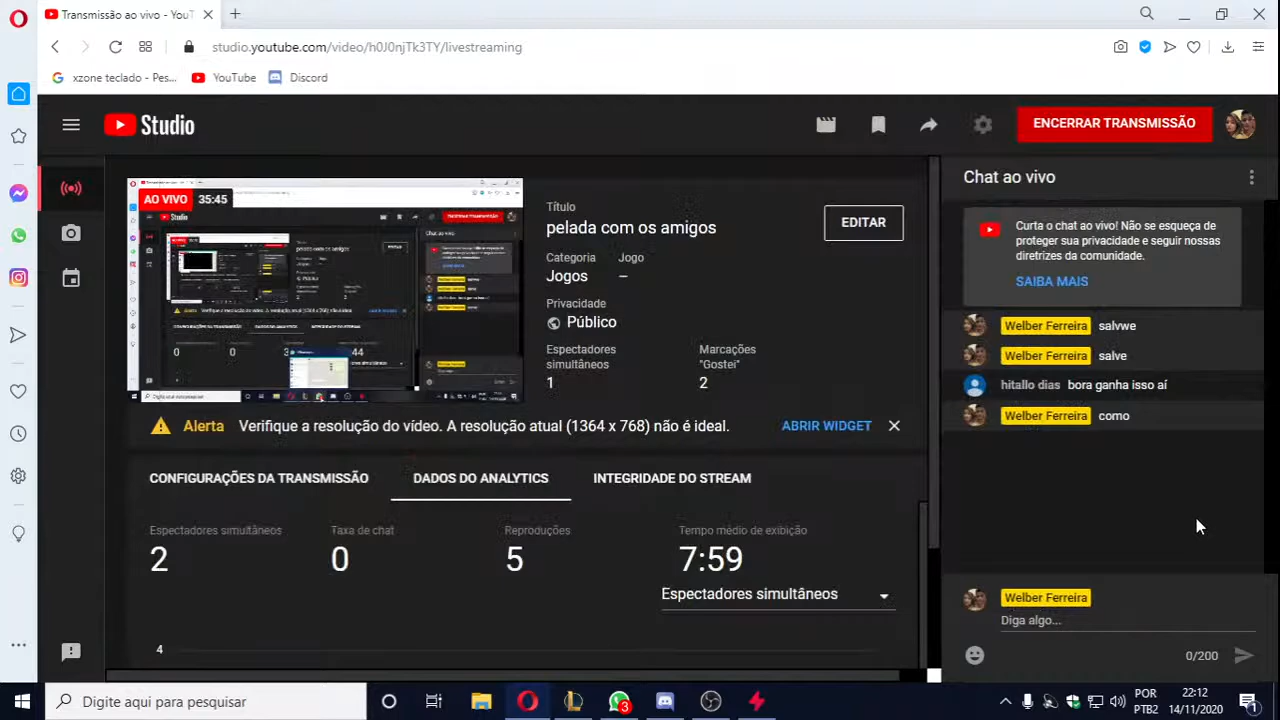 Transmissão ao vivo - YouT
studio.youtube.com/video/h0J0njTk3TY/livestreaming
xzone teclado - Pes...
YouTube
Discord
Studio
ENCERRAR TRANSMISSÃO
AO VIVO
35:45
Título
pelada com os amigos
EDITAR
Categoria
Jogo
Jogos
–
Privacidade
Público
Espectadores
simultâneos
Marcações
"Gostei"
1
2
Alerta Verifique a resolução do vídeo. A resolução atual (1364 x 768) não é ideal.
ABRIR WIDGET
CONFIGURAÇÕES DA TRANSMISSÃO
DADOS DO ANALYTICS
INTEGRIDADE DO STREAM
Espectadores simultâneos
Taxa de chat
Reproduções
Tempo médio de exibição
2
0
5
7:59
Espectadores simultâneos
4
Chat ao vivo
Curta o chat ao vivo! Não se esqueça de
proteger sua privacidade e seguir as
diretrizes da comunidade.
SAIBA MAIS
Welber Ferreira salwe
Welber Ferreira salve
hitallo dias bora ganha isso aí
Welber Ferreira como
Welber Ferreira
Diga algo...
0/200
Digite aqui para pesquisar
3
POR
PTB2
22:12
14/11/2020
1